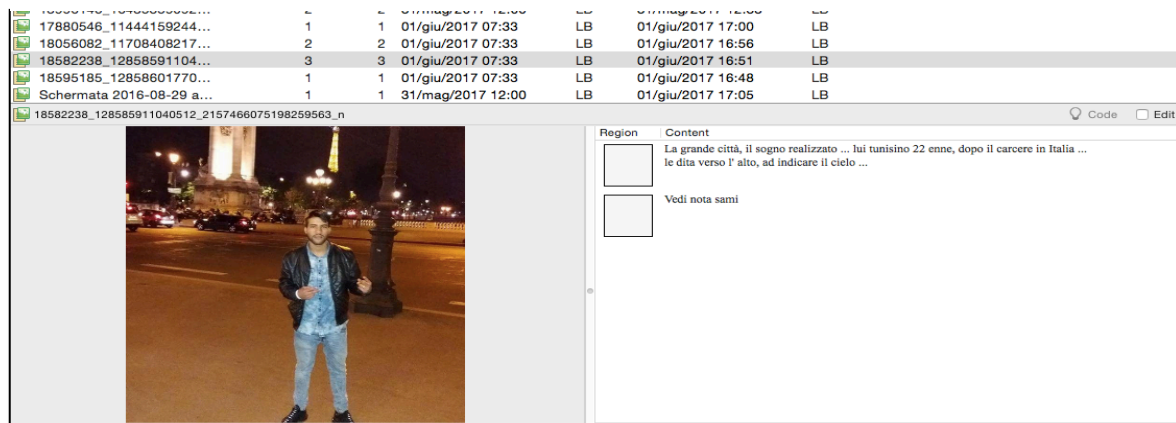 17880546_11444159244... 1 1 01/giu/2017 07:33 LB 01/giu/2017 17:00 LB
18056082_11708408217... 2 2 01/giu/2017 07:33 LB 01/giu/2017 16:56 LB
18582238_12858591104... 3 3 01/giu/2017 07:33 LB 01/giu/2017 16:51 LB
18595185_12858601770... 1 1 01/giu/2017 07:33 LB 01/giu/2017 16:48 LB
Schermata 2016-08-29 a... 1 1 31/mag/2017 12:00 LB 01/giu/2017 17:05 LB
18582238_128585911040512_2157466075198259563_n Code Edit
Region Content
La grande città, il sogno realizzato ... lui tunisino 22 enne, dopo il carcere in Italia ...
le dita verso l' alto, ad indicare il cielo ...
Vedi nota sami